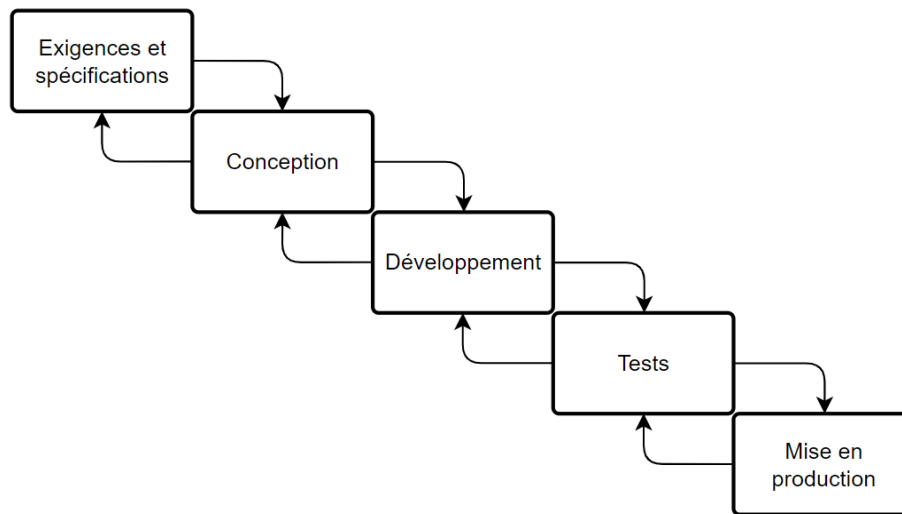 Exigences et
spécifications
Conception
Développement
Tests
Mise en
production